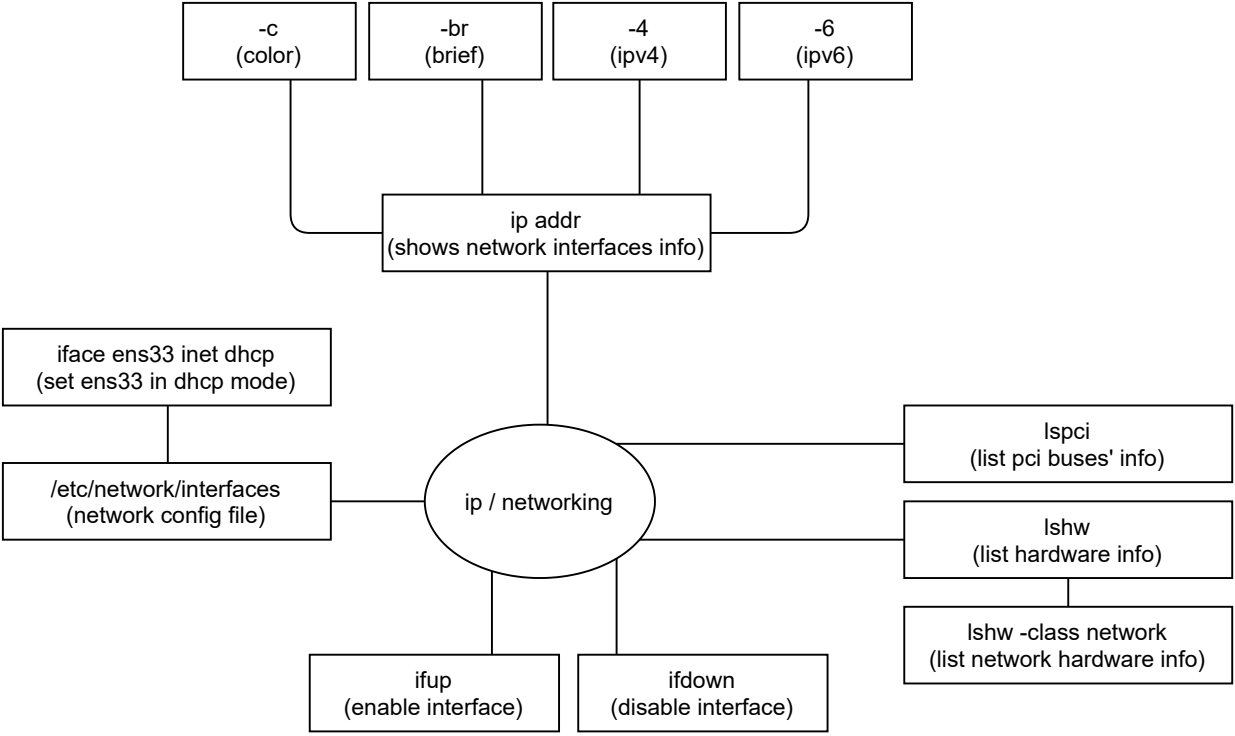 -c
(color)
-br
(brief)
-4
(ipv4)
-6
(ipv6)
ip addr
(shows network interfaces info)
iface ens33 inet dhcp
(set ens33 in dhcp mode)
/etc/network/interfaces
(network config file)
ip / networking
lspci
(list pci buses' info)
lshw
(list hardware info)
lshw -class network
(list network hardware info)
ifup
(enable interface)
ifdown
(disable interface)